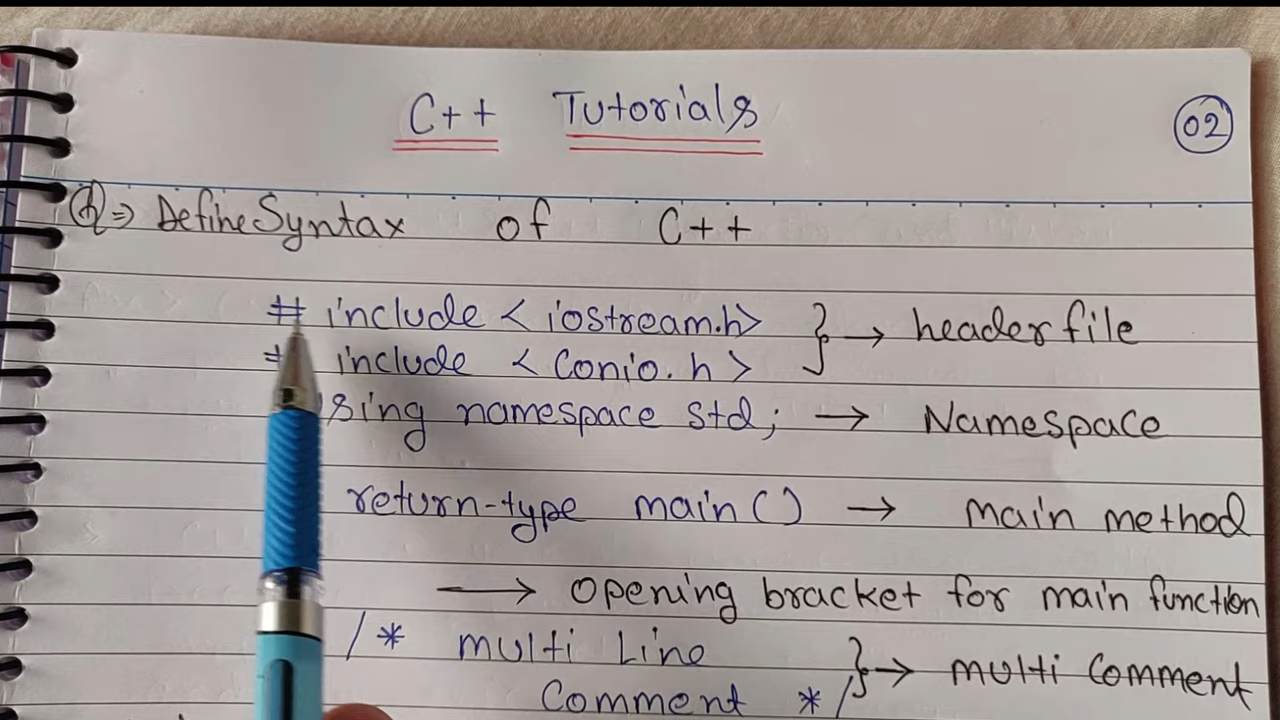 C++ Tutorials
02
⇒ Define Syntax of C++
# include < iostream.h> } → header file
# include < Conio. h >
using namespace std; → Namespace
return-type main() → main method
→ opening bracket for main function
/* multi Line } → multi Comment
Comment */